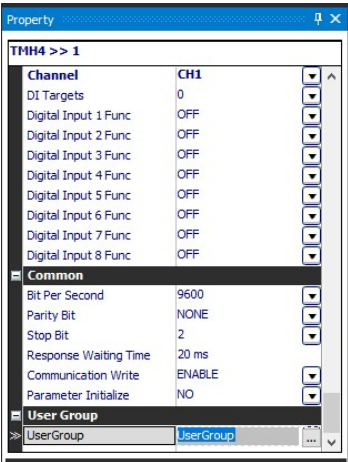 Property
TMH4 >> 1
Channel CH1
DI Targets 0
Digital Input 1 Func OFF
Digital Input 2 Func OFF
Digital Input 3 Func OFF
Digital Input 4 Func OFF
Digital Input 5 Func OFF
Digital Input 6 Func OFF
Digital Input 7 Func OFF
Digital Input 8 Func OFF
Common
Bit Per Second 9600
Parity Bit NONE
Stop Bit 2
Response Waiting Time 20 ms
Communication Write ENABLE
Parameter Initialize NO
User Group
UserGroup UserGroup ...